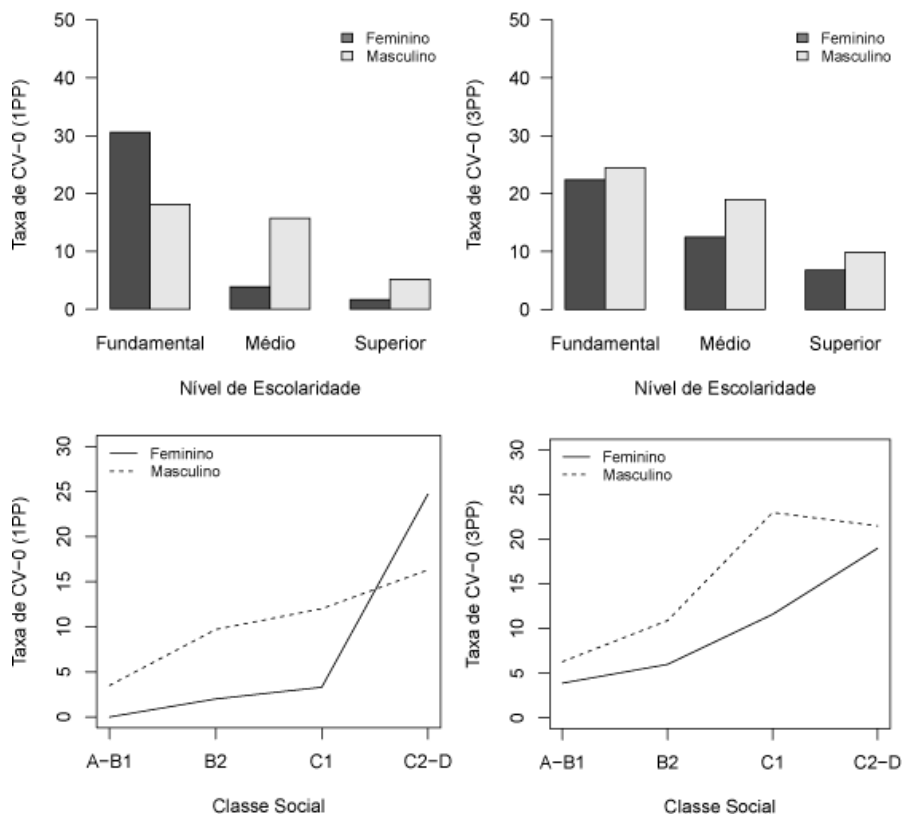 50
40
30
20
10
0
Taxa de CV−0 (1PP)
Feminino
Masculino
Fundamental Médio Superior
Nível de Escolaridade
50
40
30
20
10
0
Taxa de CV−0 (3PP)
Feminino
Masculino
Fundamental Médio Superior
Nível de Escolaridade
30
25
20
15
10
5
0
Taxa de CV−0 (1PP)
Feminino
Masculino
A−B1 B2 C1 C2−D
Classe Social
30
25
20
15
10
5
0
Taxa de CV−0 (3PP)
Feminino
Masculino
A−B1 B2 C1 C2−D
Classe Social